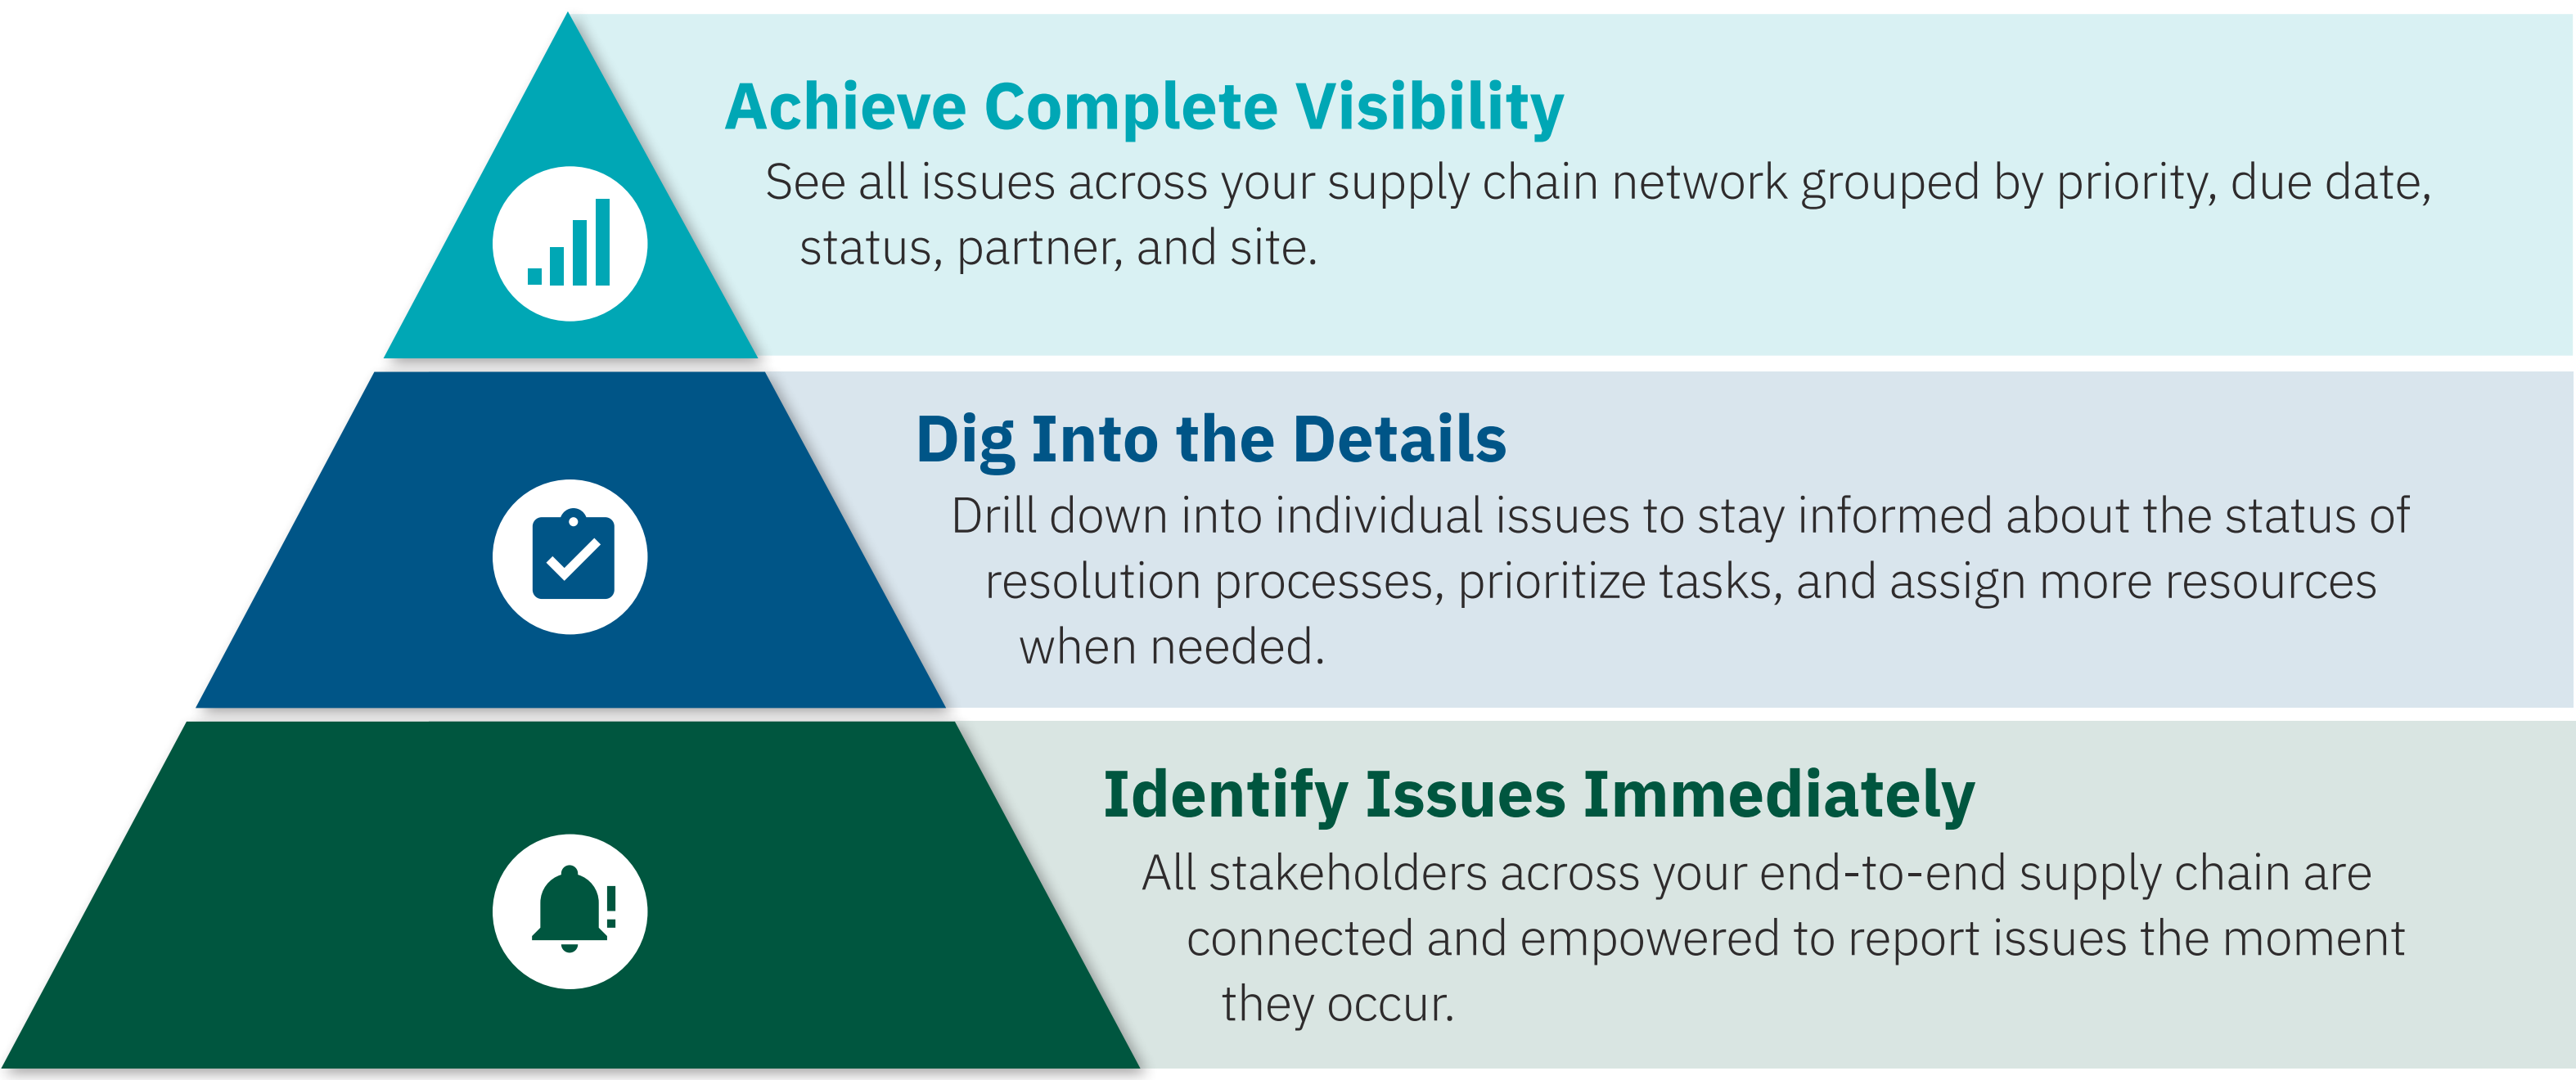 Achieve Complete Visibility
See all issues across your supply chain network grouped by priority, due date,
status, partner, and site.
Dig Into the Details
Drill down into individual issues to stay informed about the status of
resolution processes, prioritize tasks, and assign more resources
when needed.
Identify Issues Immediately
All stakeholders across your end-to-end supply chain are
connected and empowered to report issues the moment
they occur.